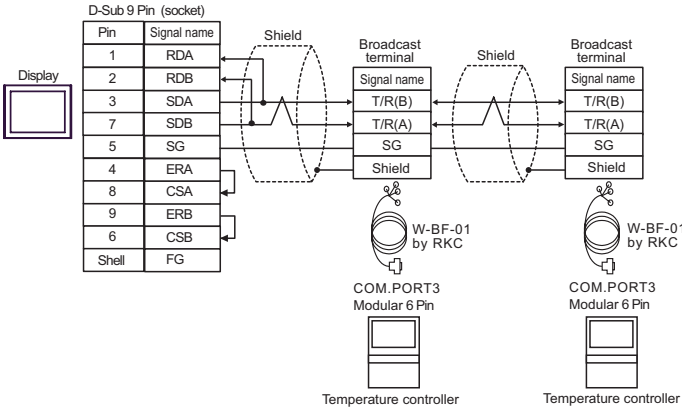 D-Sub 9 Pin (socket)
Pin Signal name
1 RDA
2 RDB
3 SDA
7 SDB
5 SG
4 ERA
8 CSA
9 ERB
6 CSB
Shell FG
Display
Shield
Broadcast
terminal
Signal name
T/R(B)
T/R(A)
SG
Shield
W-BF-01
by RKC
COM.PORT3
Modular 6 Pin
Temperature controller
Shield
Broadcast
terminal
Signal name
T/R(B)
T/R(A)
SG
Shield
W-BF-01
by RKC
COM.PORT3
Modular 6 Pin
Temperature controller